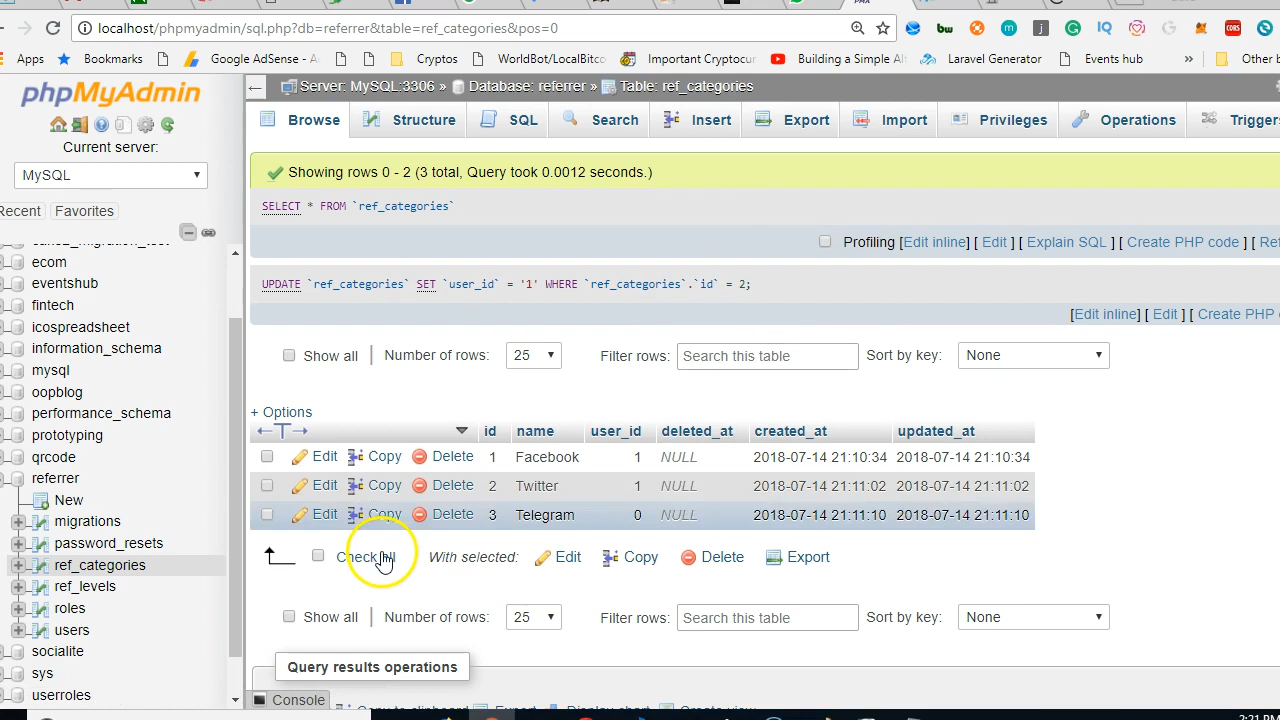 localhost/phpmyadmin/sql.php?db=referrer&table=ref_categories&pos=0
Apps
Bookmarks
Google AdSense - A
Cryptos
WorldBot/LocalBitco
Important Cryptocur
Building a Simple A
Laravel Generator
Events hub
»
Other b
phpMyAdmin
Current server:
MySQL
Recent
Favorites
ecom
eventshub
fintech
icospreadsheet
information_schema
mysql
oopblog
performance_schema
prototyping
qrcode
referrer
New
migrations
password_resets
ref_categories
ref_levels
roles
users
socialite
sys
userroles
Server: MySQL:3306 » Database: referrer » Table: ref_categories
Browse
Structure
SQL
Search
Insert
Export
Import
Privileges
Operations
Triggers
Showing rows 0 - 2 (3 total, Query took 0.0012 seconds.)
SELECT * FROM `ref_categories`
Profiling [Edit inline] [ Edit ] [ Explain SQL ] [ Create PHP code ] [ Ref
UPDATE `ref_categories` SET `user_id` = '1' WHERE `ref_categories`.`id` = 2;
[Edit inline] [ Edit ] [ Create PHP
Show all | Number of rows: 25 Filter rows: Search this table Sort by key: None
+ Options
id name user_id deleted_at created_at updated_at
Edit Copy Delete 1 Facebook 1 NULL 2018-07-14 21:10:34 2018-07-14 21:10:34
Edit Copy Delete 2 Twitter 1 NULL 2018-07-14 21:11:02 2018-07-14 21:11:02
Edit Copy Delete 3 Telegram 0 NULL 2018-07-14 21:11:10 2018-07-14 21:11:10
Check all With selected: Edit Copy Delete Export
Show all | Number of rows: 25 Filter rows: Search this table Sort by key: None
Query results operations
Console
2:21 PM